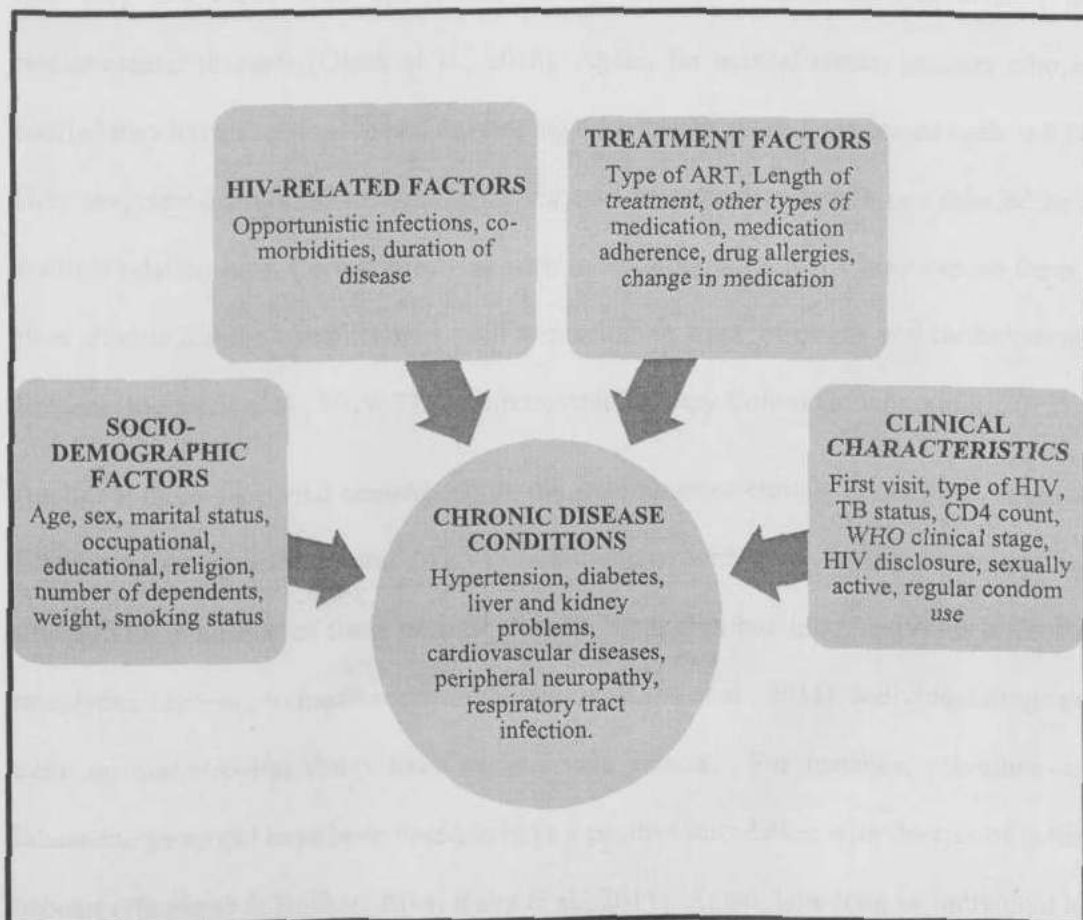 HIV-RELATED FACTORS
Opportunistic infections, co-
morbidities, duration of
disease
TREATMENT FACTORS
Type of ART, Length of
treatment, other types of
medication, medication
adherence, drug allergies,
change in medication
SOCIO-
DEMOGRAPHIC
FACTORS
Age, sex, marital status,
occupational,
educational, religion,
number of dependents,
weight, smoking status
CHRONIC DISEASE
CONDITIONS
Hypertension, diabetes,
liver and kidney
problems,
cardiovascular diseases,
peripheral neuropathy,
respiratory tract
infection.
CLINICAL
CHARACTERISTICS
First visit, type of HIV,
TB status, CD4 count,
WHO clinical stage,
HIV disclosure, sexually
active, regular condom
use